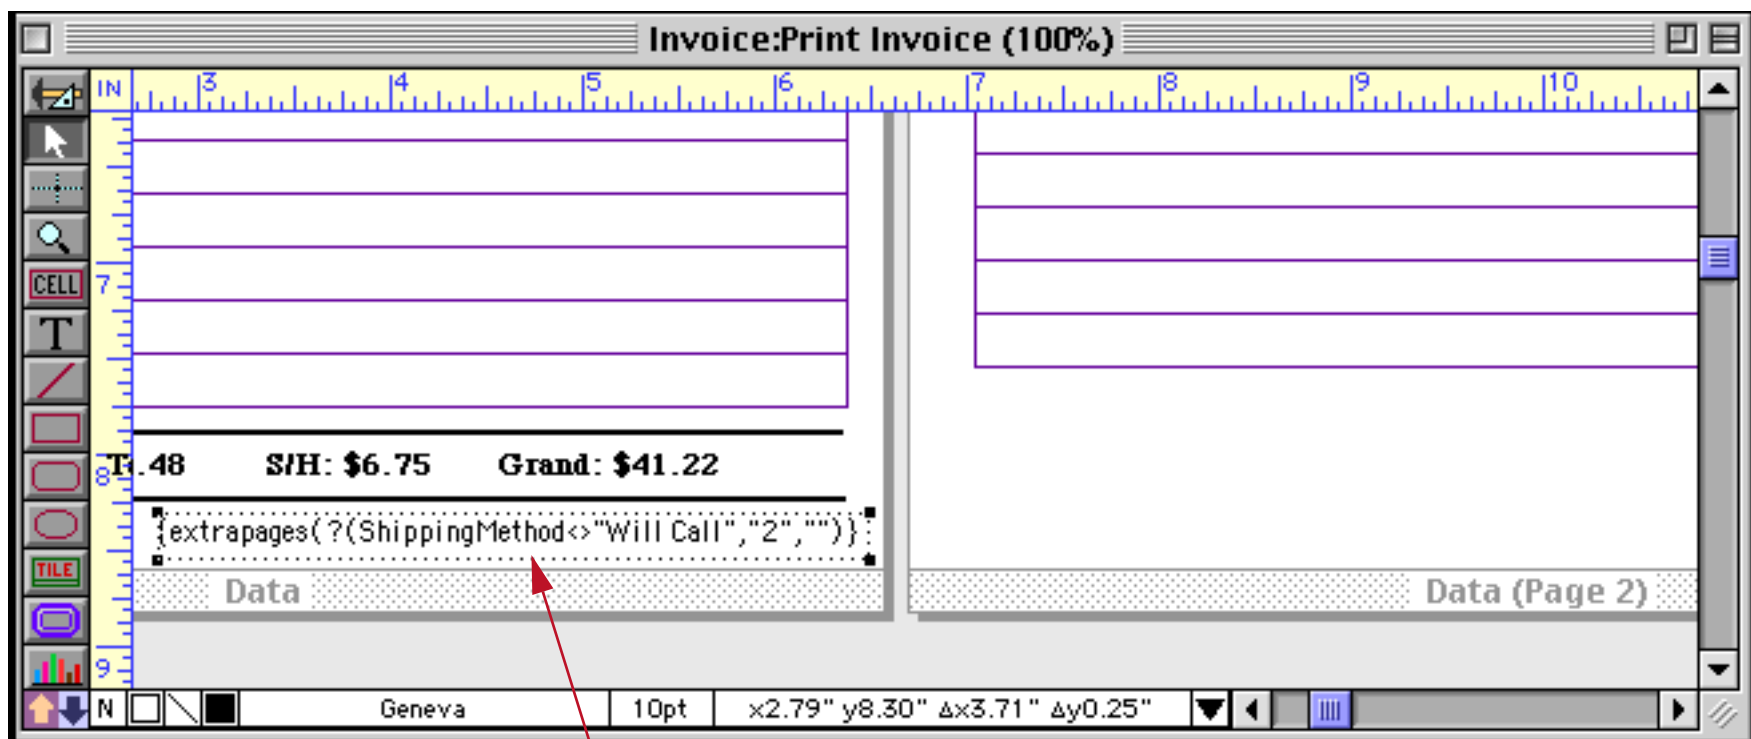 Invoice:Print Invoice (100%)
IN 3 4 5 6 7 8 9 10
CELL
7
T
8
T .48 S/H: $6.75 Grand: $41.22
{extrapages(?(ShippingMethod<>"Will Call","2",""))}
TILE
Data Data (Page 2)
9
N Geneva 10pt x2.79" y8.30" Δx3.71" Δy0.25"